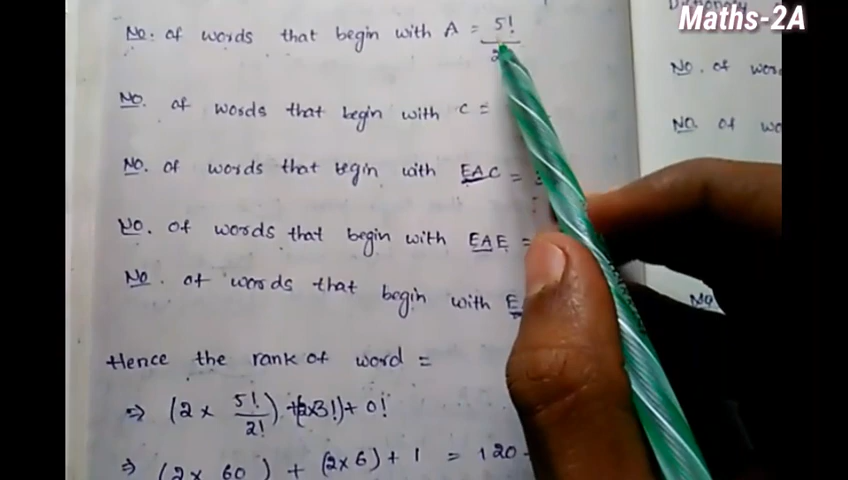 Maths-2A
Dictionary
No. of words that begin with A = 5!/2
No. of words that begin with C =
No. of words that begin with EAC =
No. of words that begin with EAE =
No. of words that begin with E
Hence the rank of word =
⇒ (2 × 5!/2!) + (2×3!) + 0!
⇒ (2 × 60) + (2×6) + 1 = 120
No. of
No. of